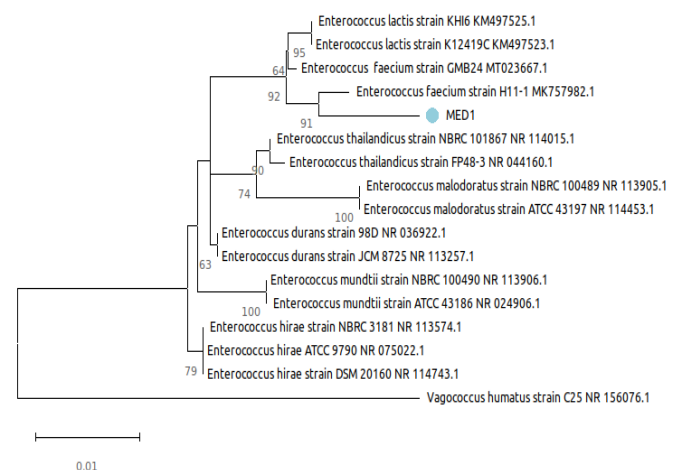 Enterococcus lactis strain KHI6 KM497525.1
95
Enterococcus lactis strain K12419C KM497523.1
64
Enterococcus faecium strain GMB24 MT023667.1
92
Enterococcus faecium strain H11-1 MK757982.1
91
MED1
Enterococcus thailandicus strain NBRC 101867 NR 114015.1
90
Enterococcus thailandicus strain FP48-3 NR 044160.1
74
Enterococcus malodoratus strain NBRC 100489 NR 113905.1
100
Enterococcus malodoratus strain ATCC 43197 NR 114453.1
Enterococcus durans strain 98D NR 036922.1
63
Enterococcus durans strain JCM 8725 NR 113257.1
Enterococcus mundtii strain NBRC 100490 NR 113906.1
100
Enterococcus mundtii strain ATCC 43186 NR 024906.1
Enterococcus hirae strain NBRC 3181 NR 113574.1
Enterococcus hirae ATCC 9790 NR 075022.1
79
Enterococcus hirae strain DSM 20160 NR 114743.1
Vagococcus humatus strain C25 NR 156076.1
0.01